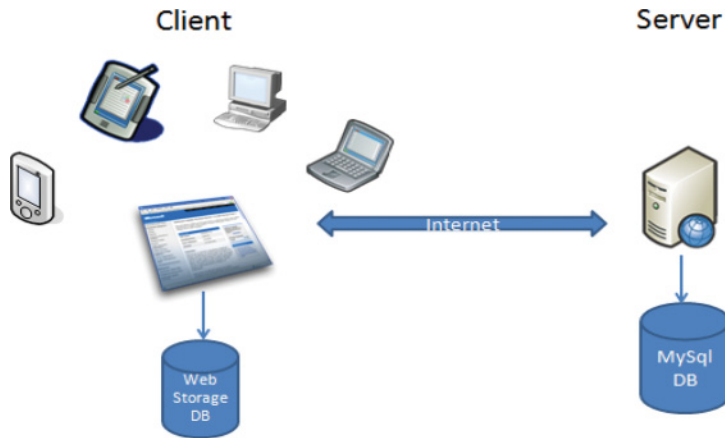 Client
Server
Internet
Web
Storage
DB
MySql
DB